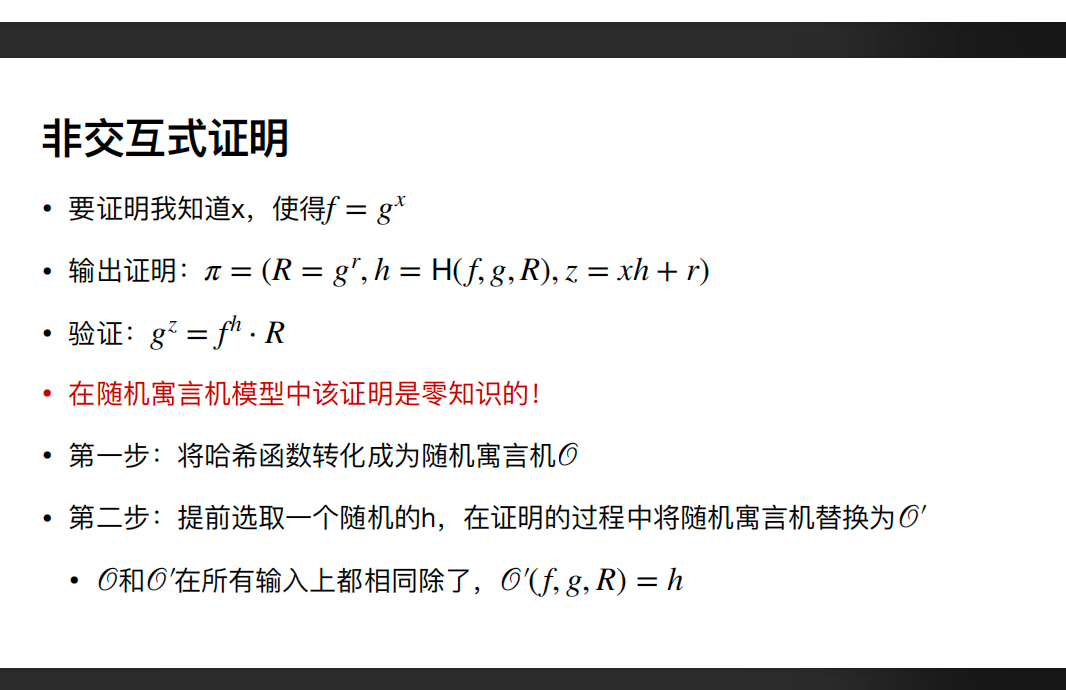 非交互式证明
• 要证明我知道x，使得f = gˣ
• 输出证明：π = (R = gʳ, h = H(f, g, R), z = xh + r)
• 验证：gᶻ = fʰ · R
• 在随机寓言机模型中该证明是零知识的！
• 第一步：将哈希函数转化成为随机寓言机𝒪
• 第二步：提前选取一个随机的h，在证明的过程中将随机寓言机替换为𝒪′
• 𝒪和𝒪′在所有输入上都相同除了，𝒪′(f, g, R) = h